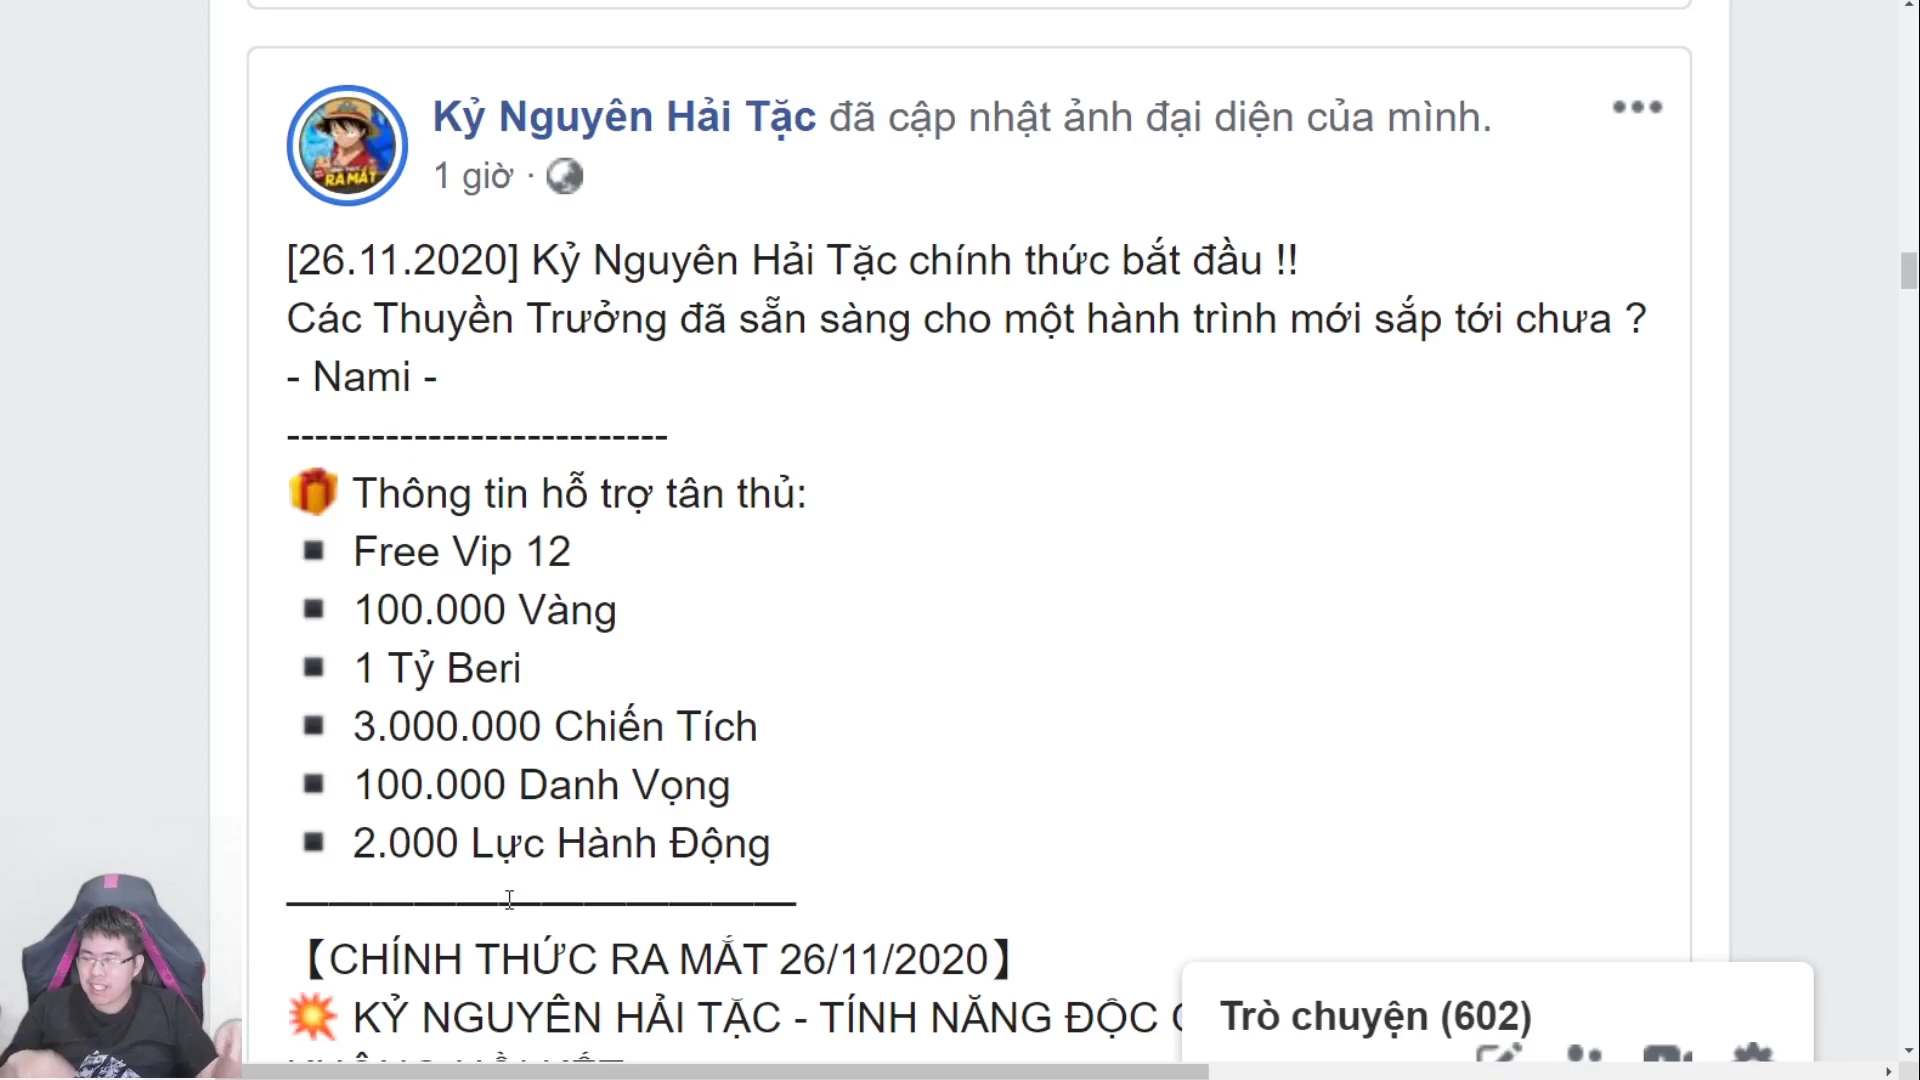 Kỷ Nguyên Hải Tặc đã cập nhật ảnh đại diện của mình.
1 giờ ·
RA MẮT
[26.11.2020] Kỷ Nguyên Hải Tặc chính thức bắt đầu !!
Các Thuyền Trưởng đã sẵn sàng cho một hành trình mới sắp tới chưa ?
- Nami -
---------------------------
Thông tin hỗ trợ tân thủ:
Free Vip 12
100.000 Vàng
1 Tỷ Beri
3.000.000 Chiến Tích
100.000 Danh Vọng
2.000 Lực Hành Động
————————————
【CHÍNH THỨC RA MẮT 26/11/2020】
KỶ NGUYÊN HẢI TẶC - TÍNH NĂNG ĐỘC
Trò chuyện (602)